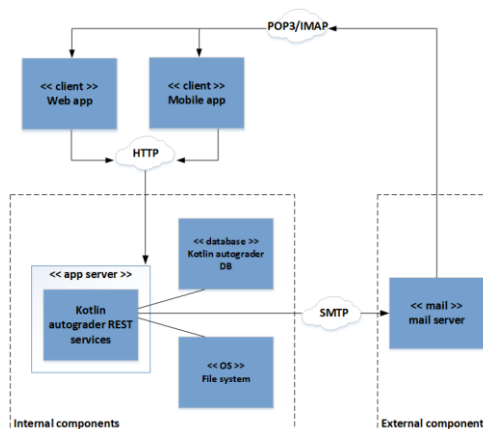 POP3/IMAP
<< client >>
Web app
<< client >>
Mobile app
HTTP
<< database >>
Kotlin autograder
DB
<< app server >>
Kotlin
autograder REST
services
SMTP
<< mail >>
mail server
<< OS >>
File system
Internal components
External component